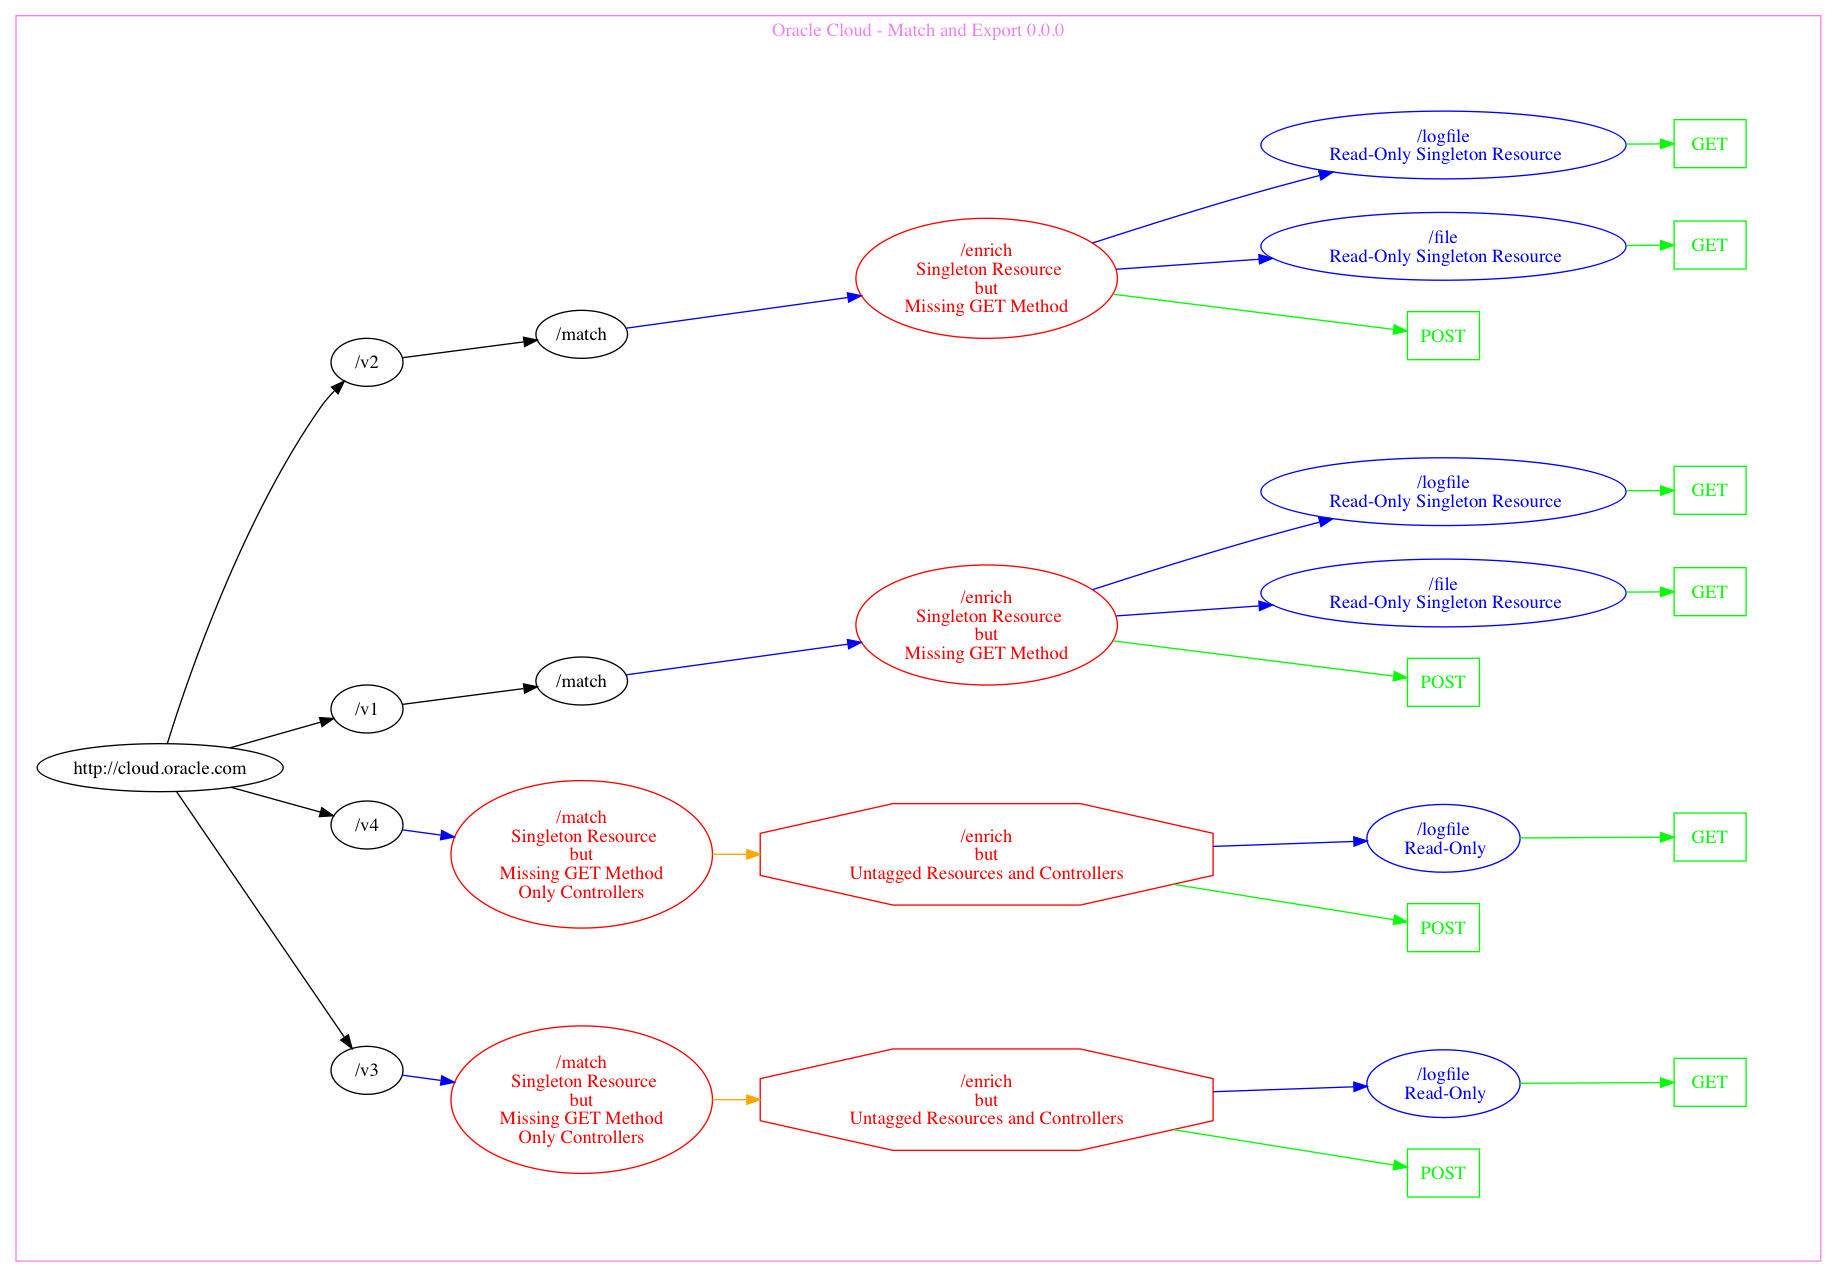 Oracle Cloud - Match and Export 0.0.0
/logfile
Read-Only Singleton Resource
GET
/file
Read-Only Singleton Resource
GET
/enrich
Singleton Resource
but
Missing GET Method
POST
/match
/v2
/logfile
Read-Only Singleton Resource
GET
/file
Read-Only Singleton Resource
GET
/enrich
Singleton Resource
but
Missing GET Method
POST
/match
/v1
http://cloud.oracle.com
/v4
/match
Singleton Resource
but
Missing GET Method
Only Controllers
/enrich
but
Untagged Resources and Controllers
/logfile
Read-Only
GET
POST
/v3
/match
Singleton Resource
but
Missing GET Method
Only Controllers
/enrich
but
Untagged Resources and Controllers
/logfile
Read-Only
GET
POST